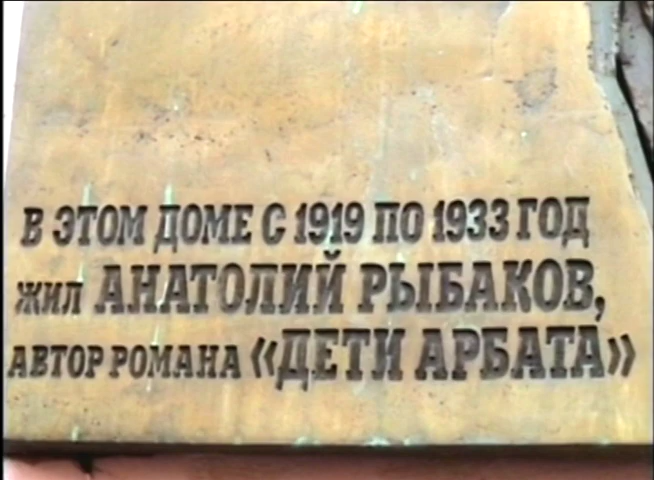 В ЭТОМ ДОМЕ С 1919 ПО 1933 ГОД
ЖИЛ АНАТОЛИЙ РЫБАКОВ,
АВТОР РОМАНА «ДЕТИ АРБАТА»